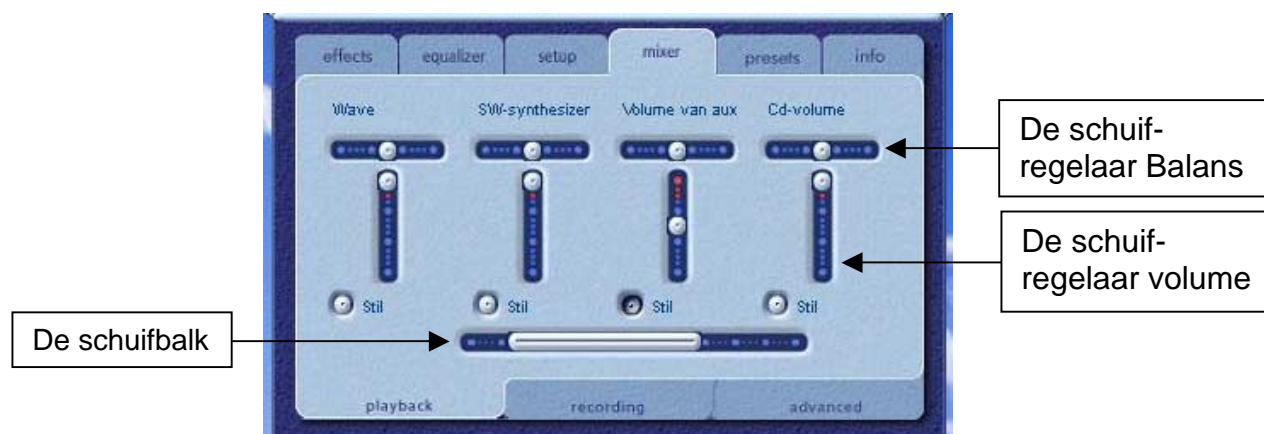 effects equalizer setup mixer presets info
Wave SW-synthesizer Volume van aux Cd-volume
De schuif-
regelaar Balans
De schuif-
regelaar volume
Stil Stil Stil Stil
De schuifbalk
playback recording advanced